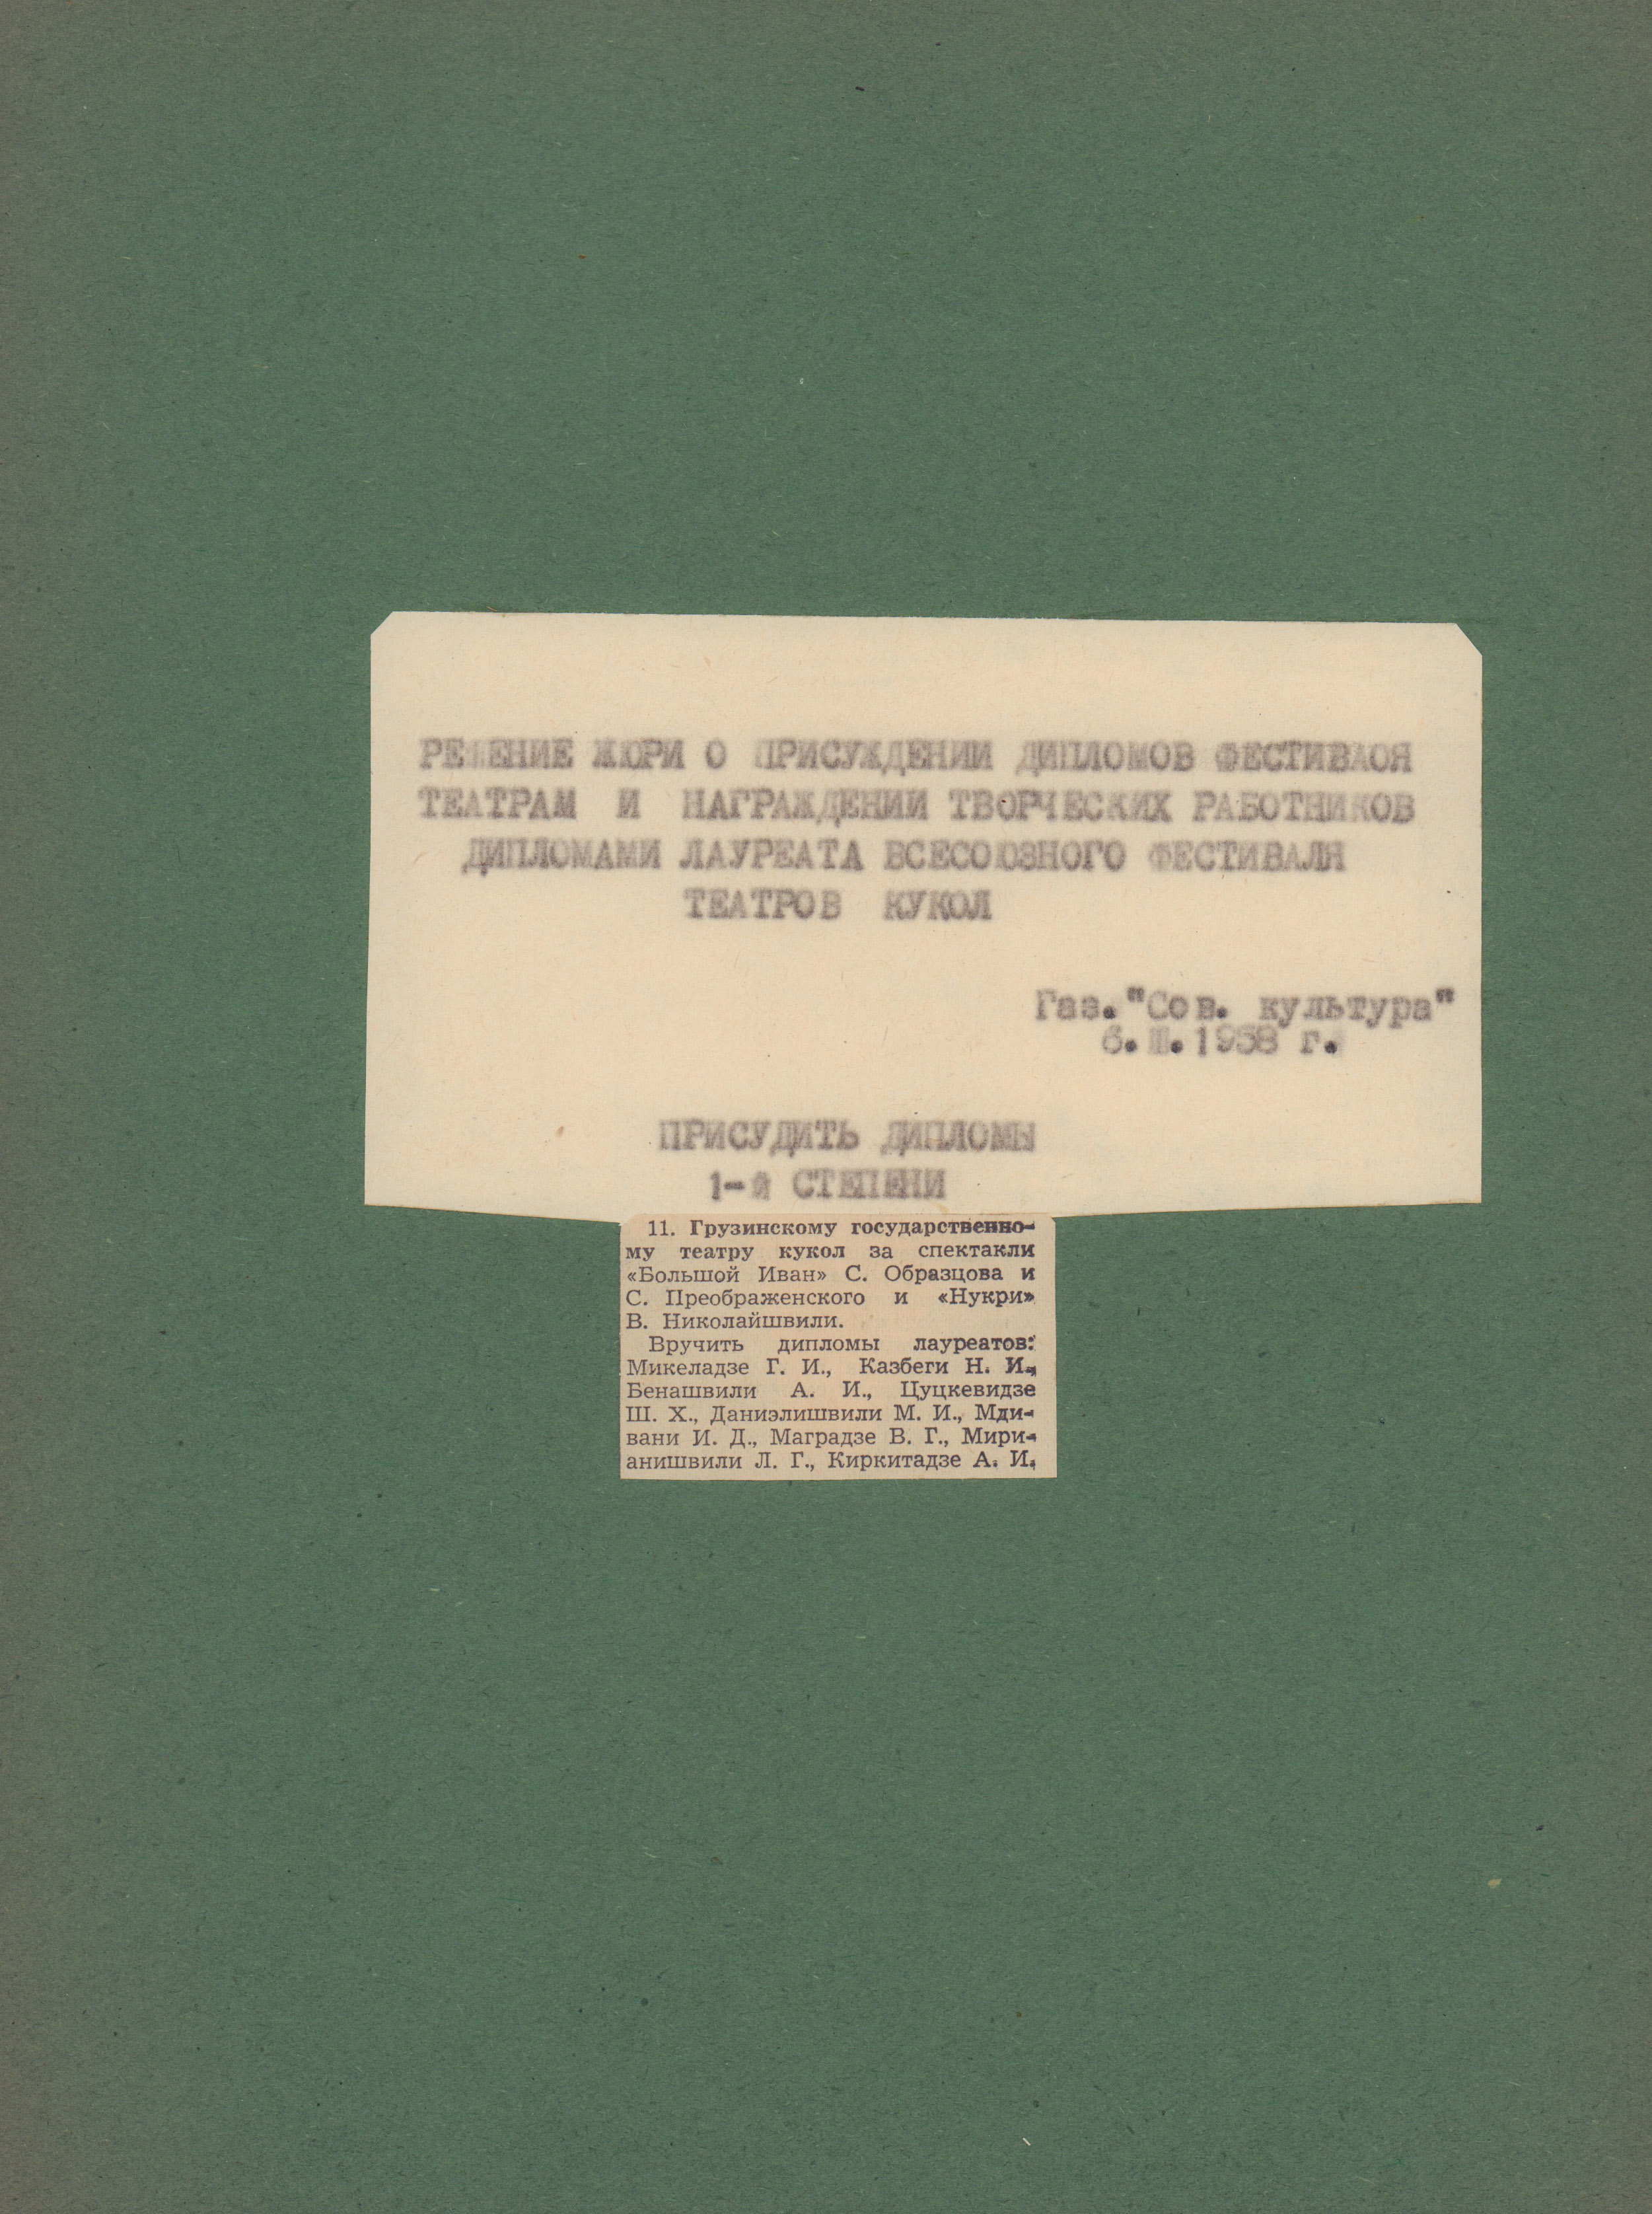 РЕШЕНИЕ ЖЮРИ О ПРИСУЖДЕНИИ ДИПЛОМОВ ФЕСТИВАОЯ
ТЕАТРАМ И НАГРАЖДЕНИИ ТВОРЧЕСКИХ РАБОТНИКОВ
ДИПЛОМАМИ ЛАУРЕАТА ВСЕСОЮЗНОГО ФЕСТИВАЛЯ
ТЕАТРОВ КУКОЛ
Газ. "Сов. культура"
6.III.1958 г.
ПРИСУДИТЬ ДИПЛОМЫ
1-й СТЕПЕНИ
11. Грузинскому государственно-
му театру кукол за спектакли
«Большой Иван» С. Образцова и
С. Преображенского и «Нукри»
В. Николайшвили.
Вручить дипломы лауреатов:
Микеладзе Г. И., Казбеги Н. И.,
Бенашвили А. И., Цуцкевидзе
Ш. Х., Даниэлишвили М. И., Мди-
вани И. Д., Маградзе В. Г., Мири-
анишвили Л. Г., Киркитадзе А. И.